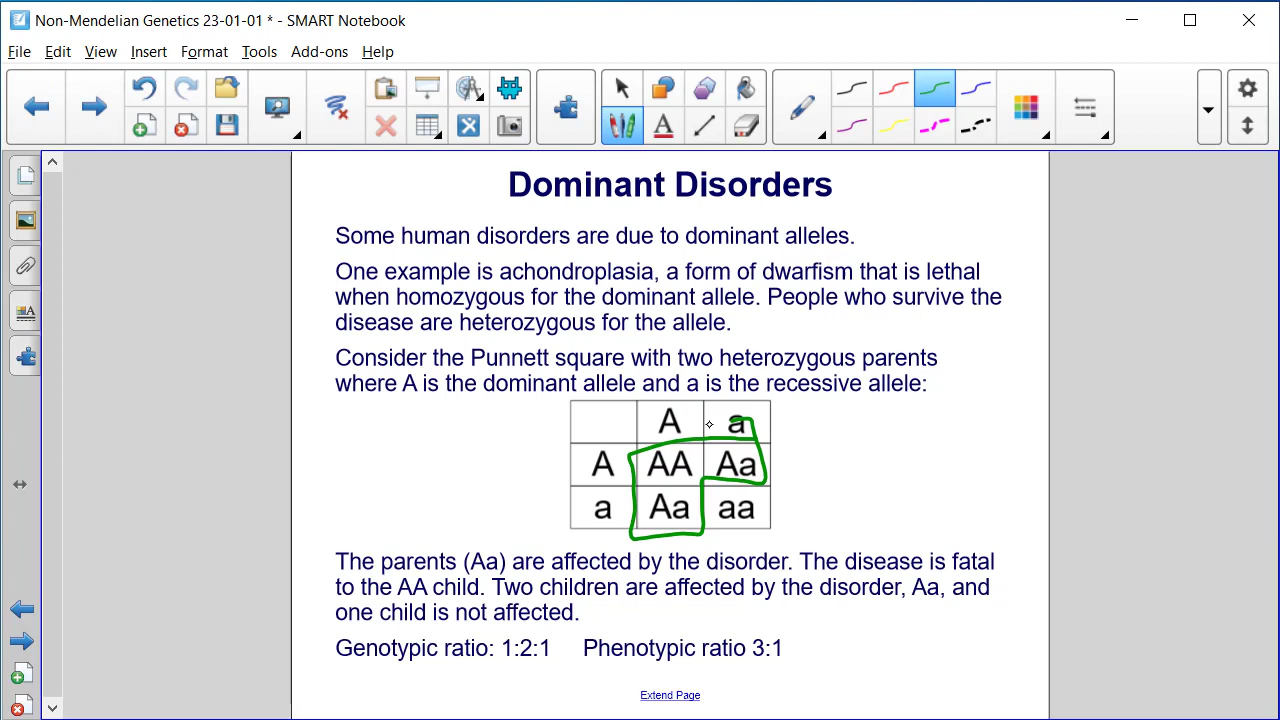 Non-Mendelian Genetics 23-01-01 * - SMART Notebook
File Edit View Insert Format Tools Add-ons Help
Dominant Disorders
Some human disorders are due to dominant alleles.
One example is achondroplasia, a form of dwarfism that is lethal
when homozygous for the dominant allele. People who survive the
disease are heterozygous for the allele.
Consider the Punnett square with two heterozygous parents
where A is the dominant allele and a is the recessive allele:
A a
A AA Aa
a Aa aa
The parents (Aa) are affected by the disorder. The disease is fatal
to the AA child. Two children are affected by the disorder, Aa, and
one child is not affected.
Genotypic ratio: 1:2:1 Phenotypic ratio 3:1
Extend Page